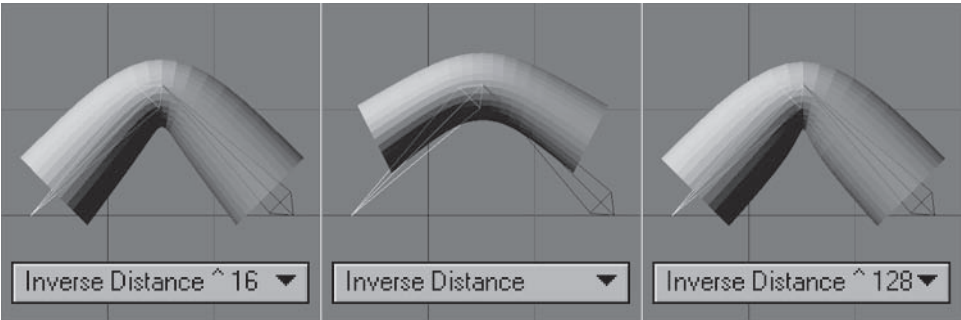 Inverse Distance ^ 16
Inverse Distance
Inverse Distance ^ 128